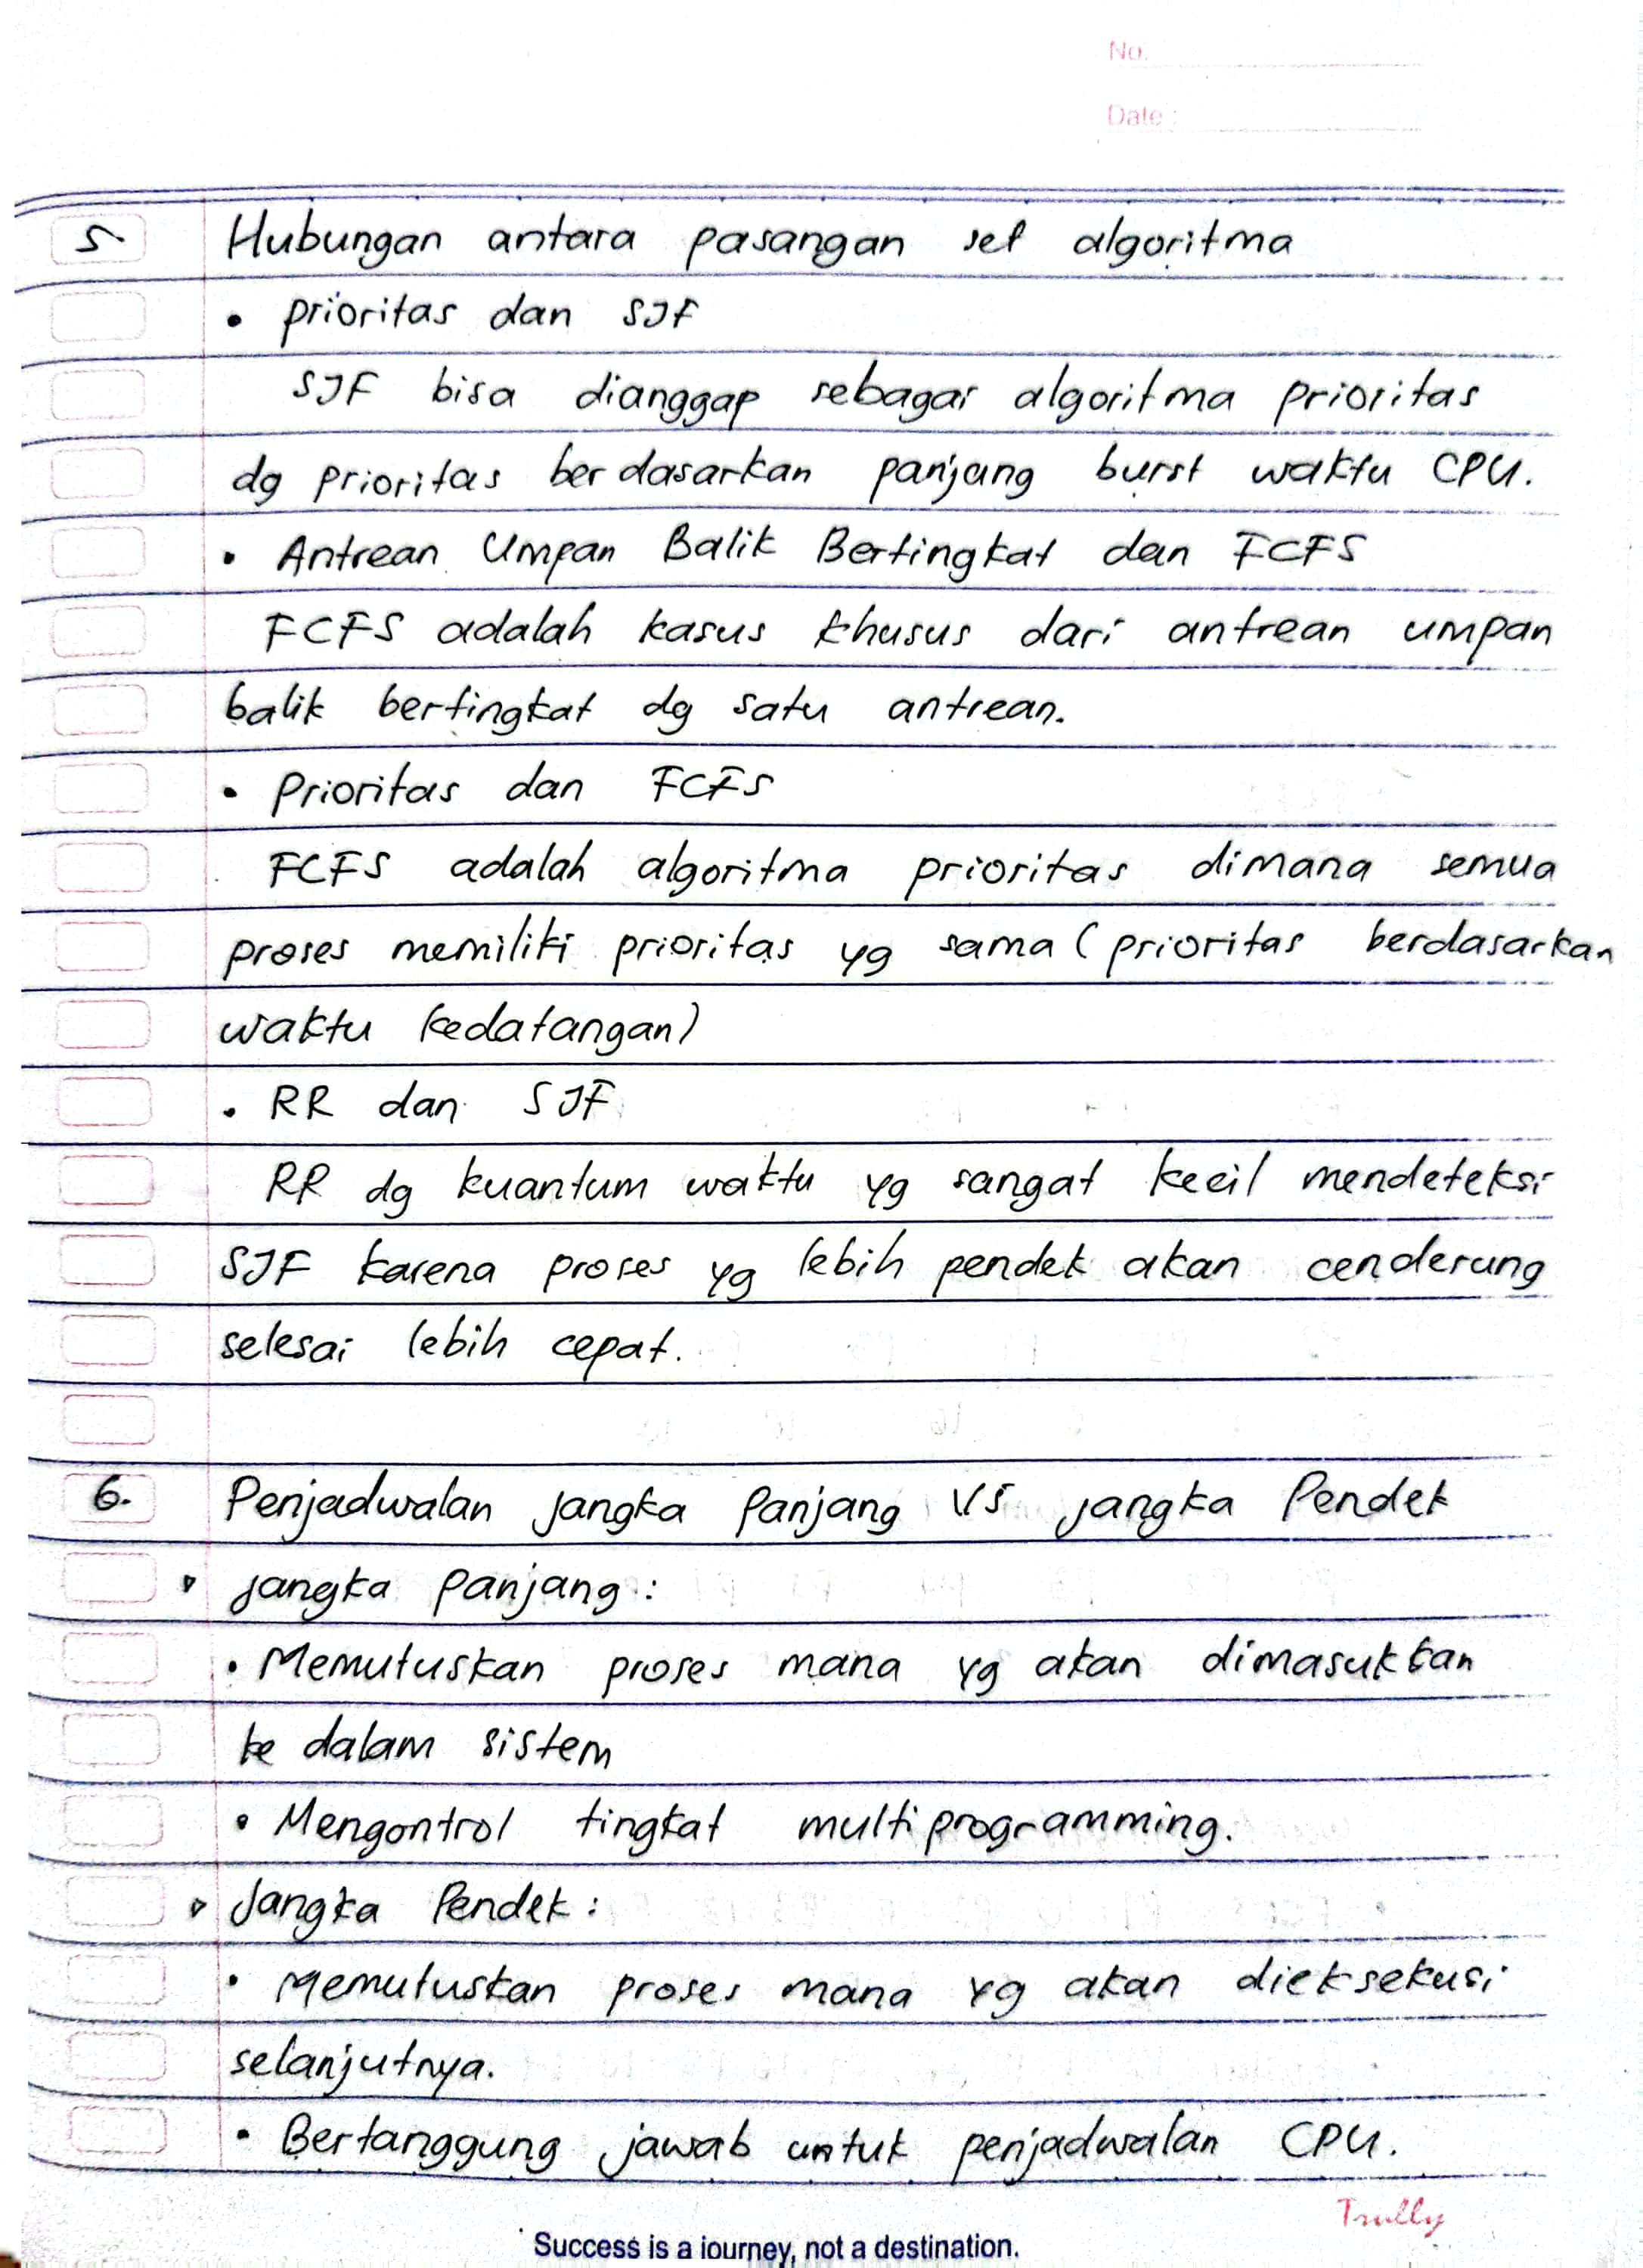 No.
Date :
5. Hubungan antara pasangan set algoritma
• prioritas dan SJF
SJF bisa dianggap sebagai algoritma prioritas
dg prioritas berdasarkan panjang burst waktu CPU.
• Antrean Umpan Balik Bertingkat dan FCFS
FCFS adalah kasus khusus dari antrean umpan
balik bertingkat dg satu antrean.
• Prioritas dan FCFS
FCFS adalah algoritma prioritas dimana semua
proses memiliki prioritas yg sama (prioritas berdasarkan
waktu kedatangan)
• RR dan SJF
RR dg kuantum waktu yg sangat kecil mendeteksi
SJF karena proses yg lebih pendek akan cenderung
selesai lebih cepat.
6. Penjadwalan jangka Panjang VS jangka Pendek
jangka Panjang :
• Memutuskan proses mana yg akan dimasukkan
ke dalam sistem
• Mengontrol tingkat multiprogramming.
Jangka Pendek :
• Memutuskan proses mana yg akan dieksekusi
selanjutnya.
• Bertanggung jawab untuk penjadwalan CPU.
Trully
Success is a journey, not a destination.